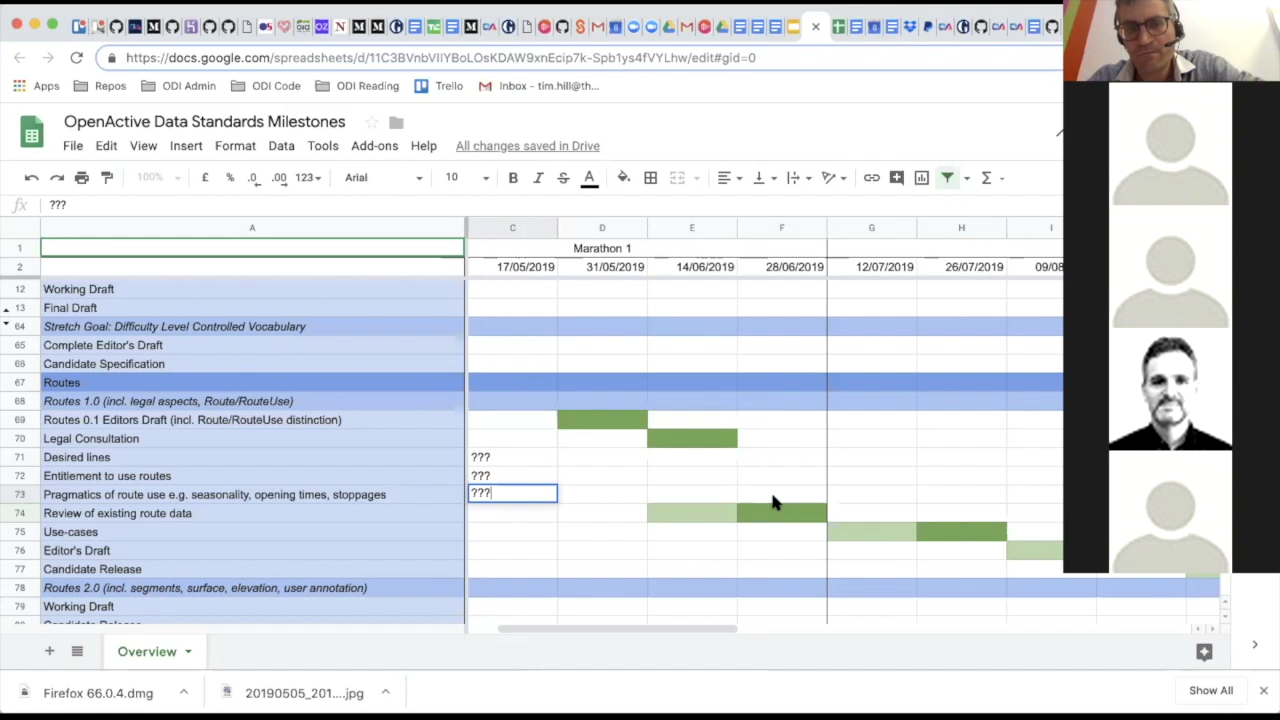 https://docs.google.com/spreadsheets/d/11C3BVnbVIIYBoLOsKDAW9xnEcip7k-Spb1ys4fVYLhw/edit#gid=0
Apps Repos ODI Admin ODI Code ODI Reading Trello Inbox - tim.hill@th...
OpenActive Data Standards Milestones
File Edit View Insert Format Data Tools Add-ons Help All changes saved in Drive
100% £ % .0 .00 123 Arial 10 B I S A
fx ???
A C D E F G H I
1 Marathon 1
2 17/05/2019 31/05/2019 14/06/2019 28/06/2019 12/07/2019 26/07/2019 09/08
12 Working Draft
13 Final Draft
64 Stretch Goal: Difficulty Level Controlled Vocabulary
65 Complete Editor's Draft
66 Candidate Specification
67 Routes
68 Routes 1.0 (incl. legal aspects, Route/RouteUse)
69 Routes 0.1 Editors Draft (incl. Route/RouteUse distinction)
70 Legal Consultation
71 Desired lines ???
72 Entitlement to use routes ???
73 Pragmatics of route use e.g. seasonality, opening times, stoppages ???
74 Review of existing route data
75 Use-cases
76 Editor's Draft
77 Candidate Release
78 Routes 2.0 (incl. segments, surface, elevation, user annotation)
79 Working Draft
Candidate Release
Overview
Firefox 66.0.4.dmg 20190505_201....jpg Show All